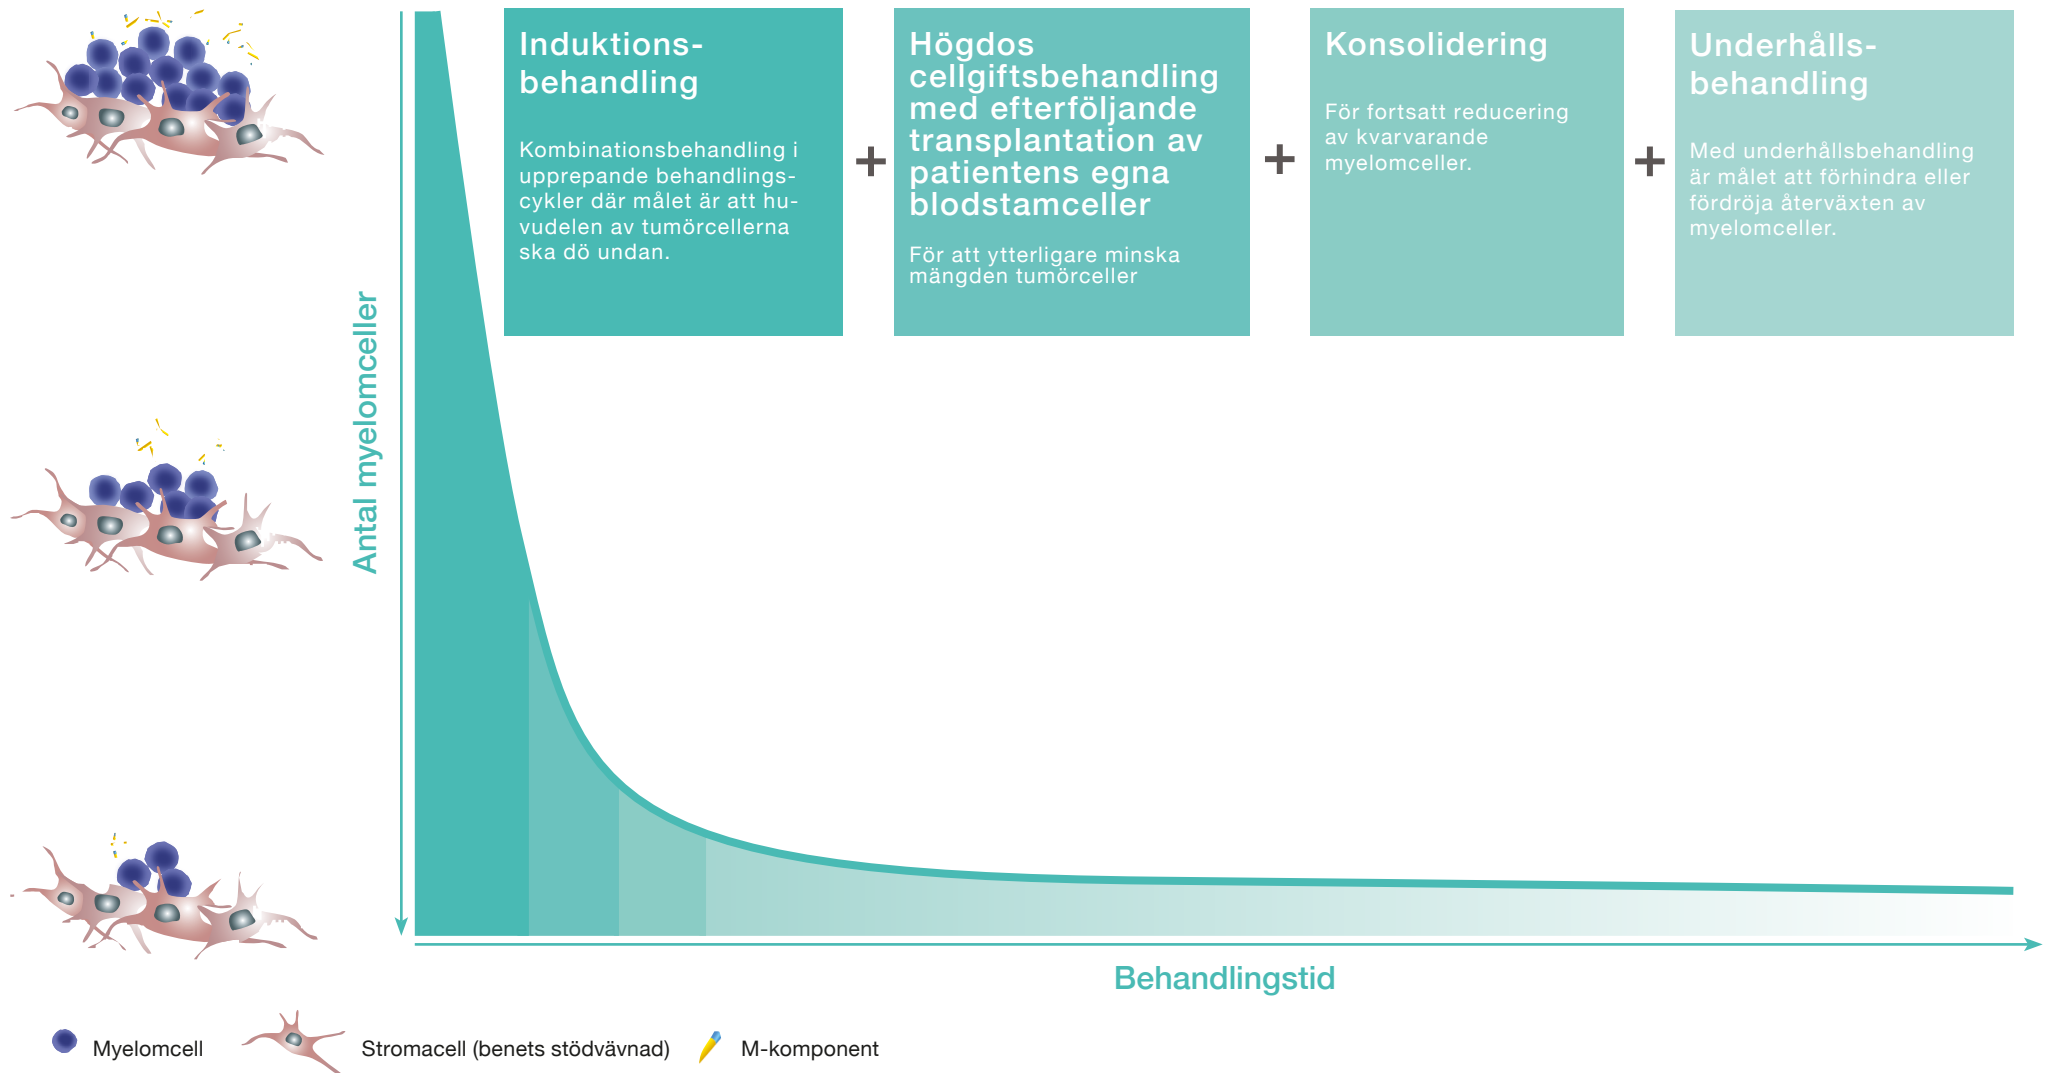 Induktions-
behandling
Kombinationsbehandling i
upprepande behandlings-
cykler där målet är att hu-
vudelen av tumörcellerna
ska dö undan.
+
Högdos
cellgiftsbehandling
med efterföljande
transplantation av
patientens egna
blodstamceller
För att ytterligare minska
mängden tumörceller
+
Konsolidering
För fortsatt reducering
av kvarvarande
myelomceller.
+
Underhålls-
behandling
Med underhållsbehandling
är målet att förhindra eller
fördröja återväxten av
myelomceller.
Antal myelomceller
Behandlingstid
Myelomcell
Stromacell (benets stödvävnad)
M-komponent